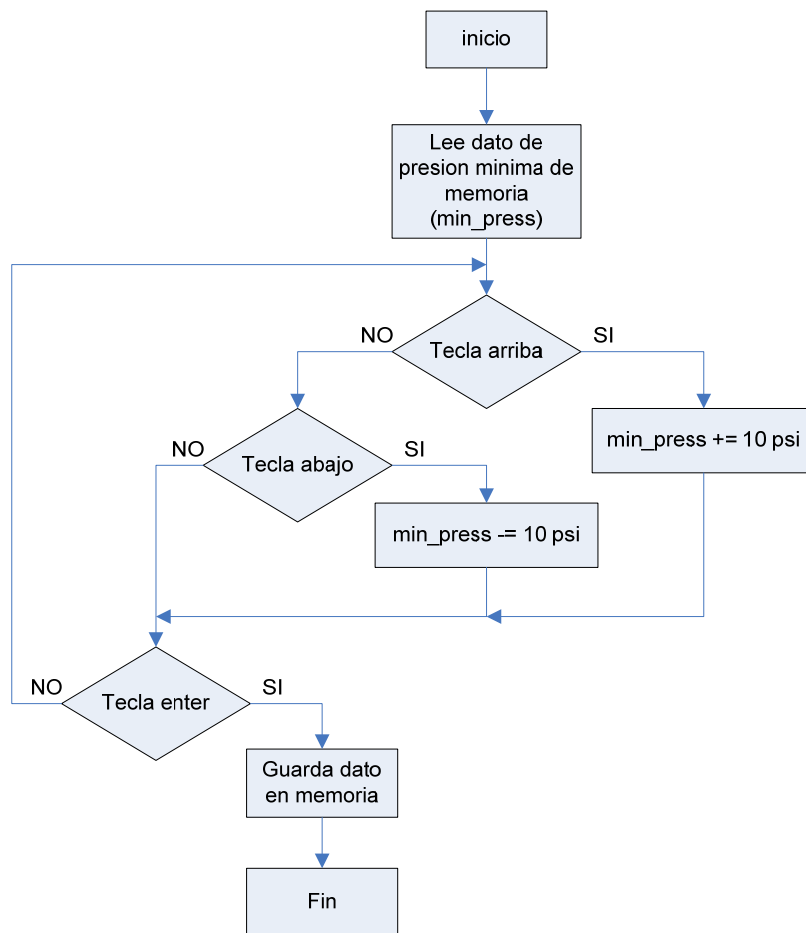 inicio
Lee dato de
presion minima de
memoria
(min_press)
NO
Tecla arriba
SI
min_press += 10 psi
NO
Tecla abajo
SI
min_press -= 10 psi
NO
Tecla enter
SI
Guarda dato
en memoria
Fin